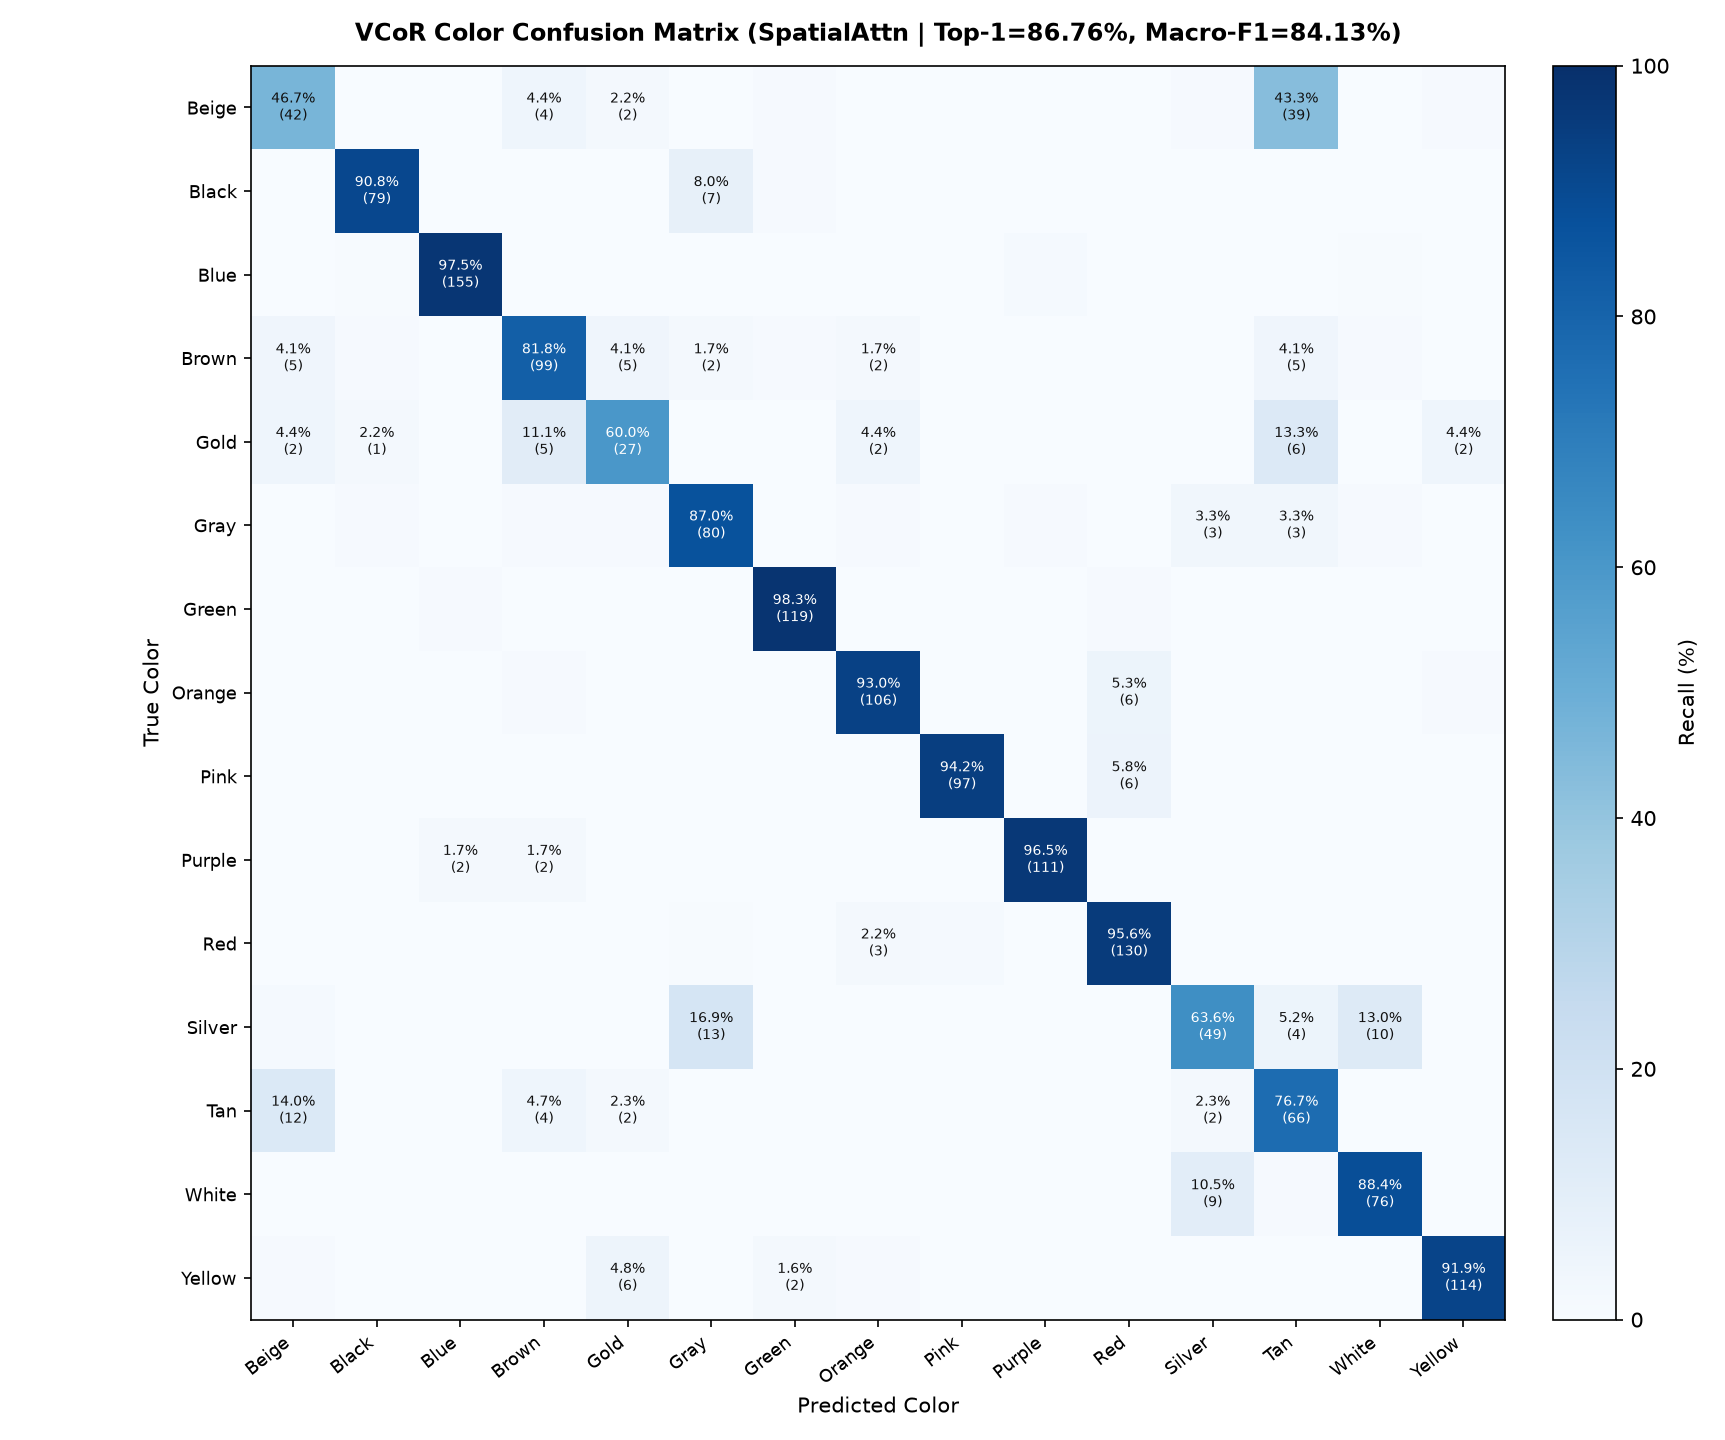 VCoR Color Confusion Matrix (SpatialAttn | Top-1=86.76%, Macro-F1=84.13%)
True Color
Beige 46.7% 4.4% 2.2% 43.3%
(42) (4) (2) (39)
Black 90.8% 8.0%
(79) (7)
Blue 97.5%
(155)
Brown 4.1% 81.8% 4.1% 1.7% 1.7% 4.1%
(5) (99) (5) (2) (2) (5)
Gold 4.4% 2.2% 11.1% 60.0% 4.4% 13.3% 4.4%
(2) (1) (5) (27) (2) (6) (2)
Gray 87.0% 3.3% 3.3%
(80) (3) (3)
Green 98.3%
(119)
Orange 93.0% 5.3%
(106) (6)
Pink 94.2% 5.8%
(97) (6)
Purple 1.7% 1.7% 96.5%
(2) (2) (111)
Red 2.2% 95.6%
(3) (130)
Silver 16.9% 63.6% 5.2% 13.0%
(13) (49) (4) (10)
Tan 14.0% 4.7% 2.3% 2.3% 76.7%
(12) (4) (2) (2) (66)
White 10.5% 88.4%
(9) (76)
Yellow 4.8% 1.6% 91.9%
(6) (2) (114)
Beige Black Blue Brown Gold Gray Green Orange Pink Purple Red Silver Tan White Yellow
Predicted Color
100
80
60
40
20
0
Recall (%)